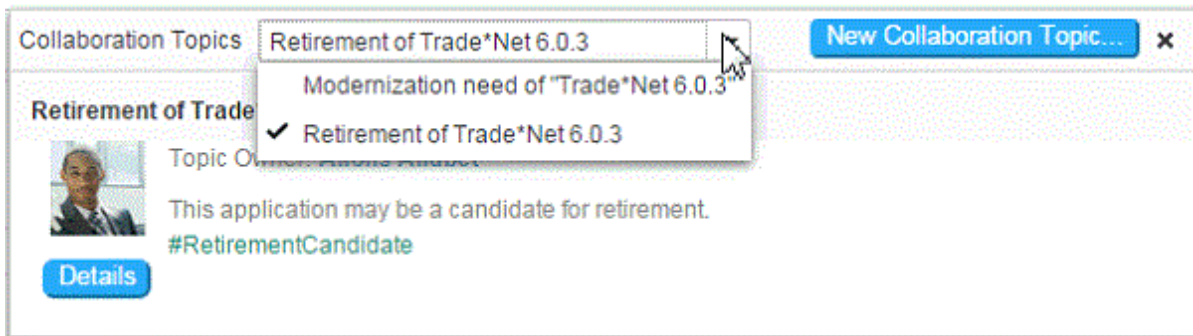 Collaboration Topics Retirement of Trade*Net 6.0.3 New Collaboration Topic...
Modernization need of "Trade*Net 6.0.3"
Retirement of Trade
Retirement of Trade*Net 6.0.3
Topic Owner:
This application may be a candidate for retirement.
#RetirementCandidate
Details